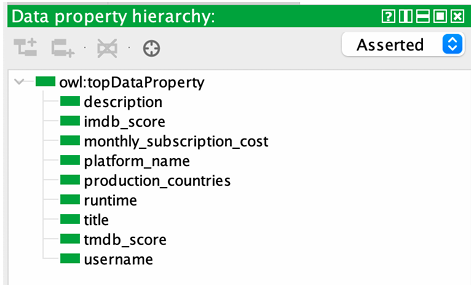 Data property hierarchy:
Asserted
owl:topDataProperty
description
imdb_score
monthly_subscription_cost
platform_name
production_countries
runtime
title
tmdb_score
username